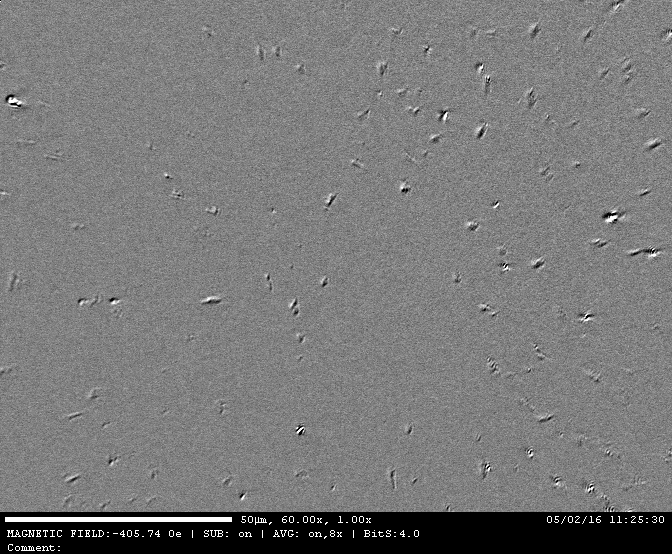 50µm, 60.00x, 1.00x 05/02/16 11:25:30
MAGNETIC FIELD:-405.74 Oe | SUB: on | AVG: on,8x | BitS:4.0
Comment: